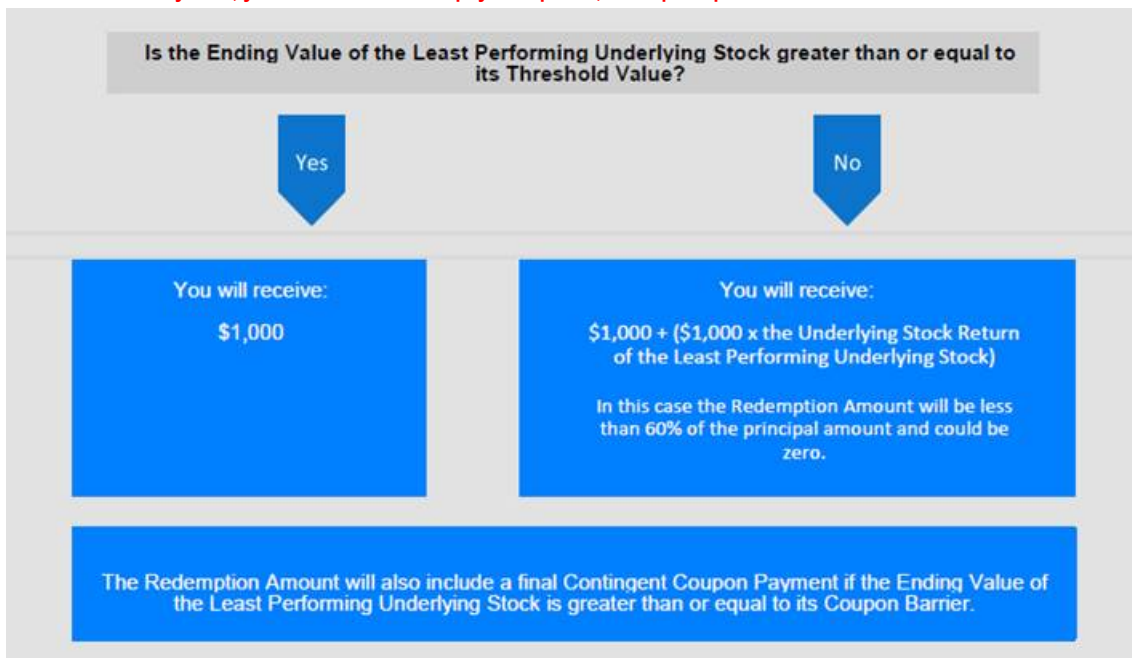 Is the Ending Value of the Least Performing Underlying Stock greater than or equal to
its Threshold Value?
Yes
No
You will receive:
$1,000
You will receive:
$1,000 + ($1,000 x the Underlying Stock Return
of the Least Performing Underlying Stock)
In this case the Redemption Amount will be less
than 60% of the principal amount and could be
zero.
The Redemption Amount will also include a final Contingent Coupon Payment if the Ending Value of
the Least Performing Underlying Stock is greater than or equal to its Coupon Barrier.